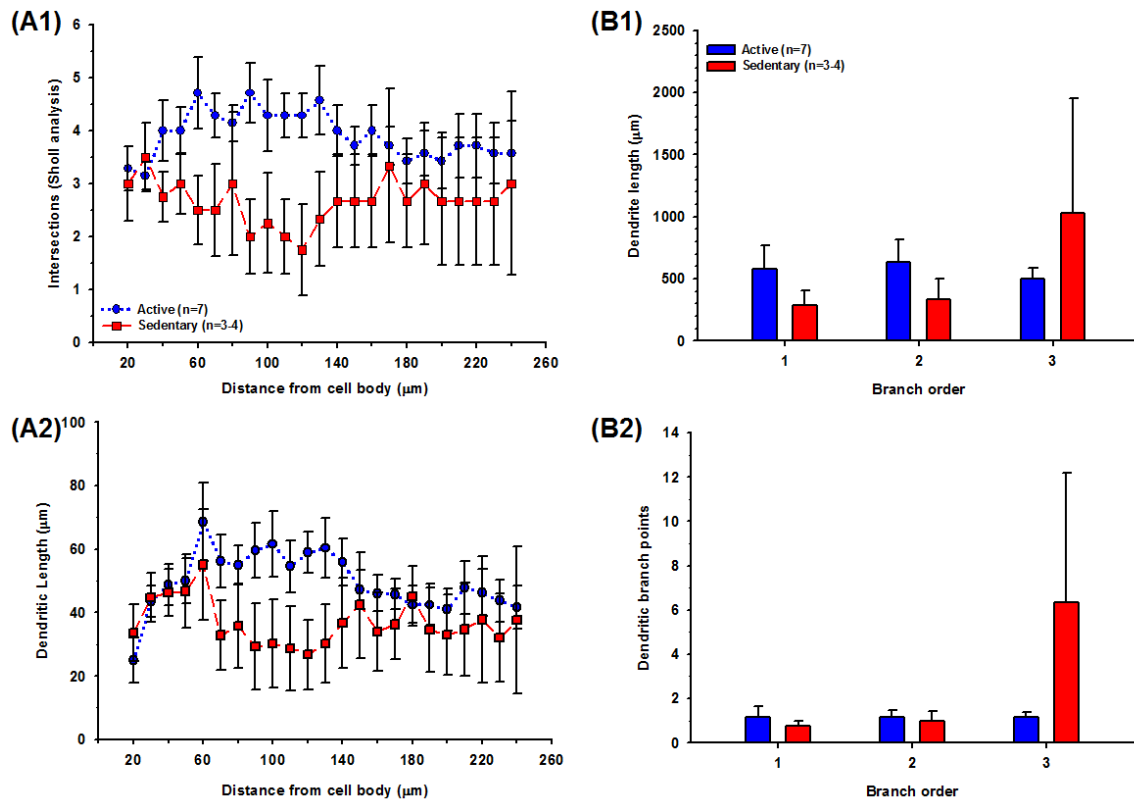 (A1)
Intersections (Sholl analysis)
6
5
4
3
2
1
0
Active (n=7)
Sedentary (n=3-4)
20 60 100 140 180 220 260
Distance from cell body (μm)
(B1)
Dendrite length (μm)
2500
2000
1500
1000
500
0
Active (n=7)
Sedentary (n=3-4)
1 2 3
Branch order
(A2)
Dendritic Length (μm)
100
80
60
40
20
0
20 60 100 140 180 220 260
Distance from cell body (μm)
(B2)
Dendritic branch points
14
12
10
8
6
4
2
0
1 2 3
Branch order